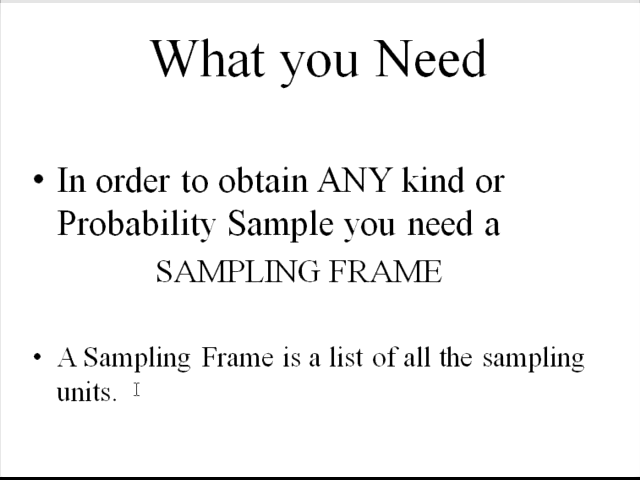 What you Need
• In order to obtain ANY kind or
Probability Sample you need a
SAMPLING FRAME
• A Sampling Frame is a list of all the sampling
units.